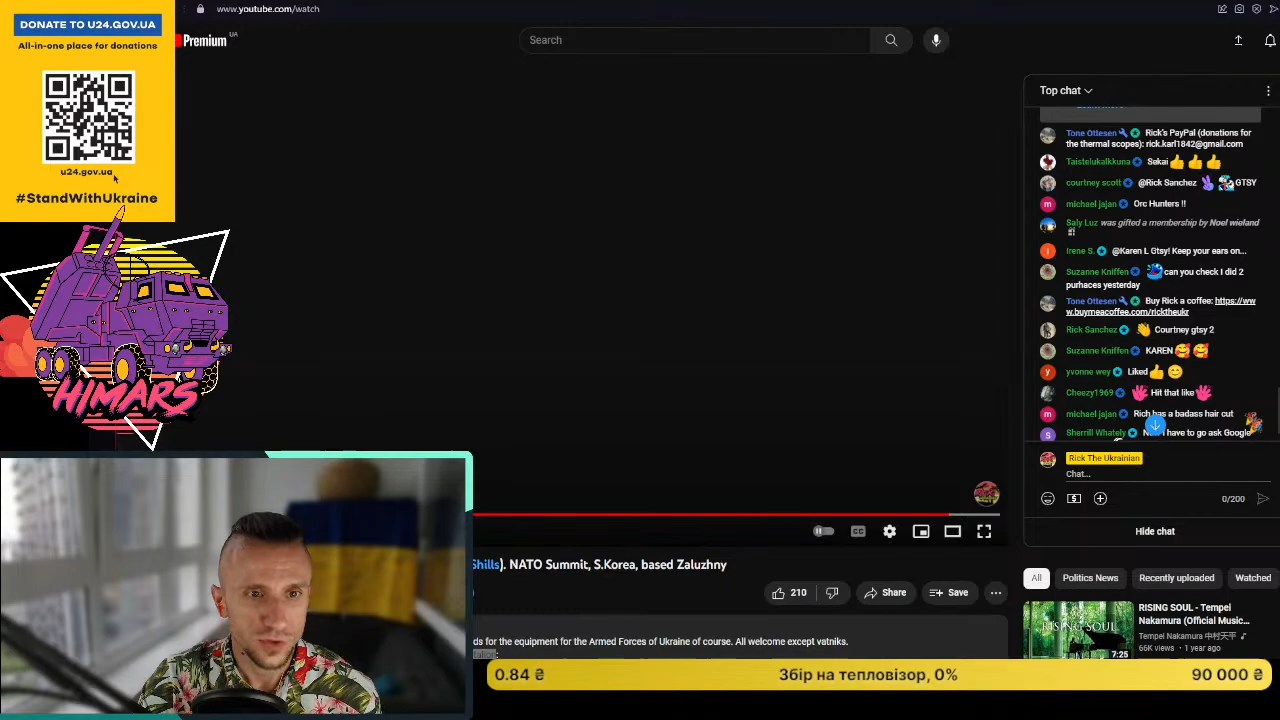 DONATE TO U24.GOV.UA
All-in-one place for donations
u24.gov.ua
#StandWithUkraine
HIMARS
www.youtube.com/watch
Premium
UA
Search
Top chat
Tone Ottesen Rick's PayPal (donations for
the thermal scopes): rick.karl1842@gmail.com
Taistelukalkkuna Sakai
courtney scott @Rick Sanchez GTSY
michael jajan Orc Hunters !!
Saly Luz was gifted a membership by Noel wieland
Irene S. @Karen L Gtsy! Keep your ears on...
Suzanne Kniffen can you check I did 2
purhaces yesterday
Tone Ottesen Buy Rick a coffee: https://ww
w.buymeacoffee.com/ricktheukr
Rick Sanchez Courtney gtsy 2
Suzanne Kniffen KAREN
yvonne wey Liked
Cheezy1969 Hit that like
michael jajan Rich has a badass hair cut
Sherrill Whately I have to go ask Google
Rick The Ukrainian
Chat...
0/200
Hide chat
Shills). NATO Summit, S.Korea, based Zaluzhny
210
Share
Save
ds for the equipment for the Armed Forces of Ukraine of course. All welcome except vatniks.
All
Politics News
Recently uploaded
Watched
RISING SOUL
7:25
RISING SOUL - Tempei
Nakamura (Official Music...
Tempei Nakamura 中村天平
66K views • 1 year ago
0.84 ₴
Збір на тепловізор, 0%
90 000 ₴